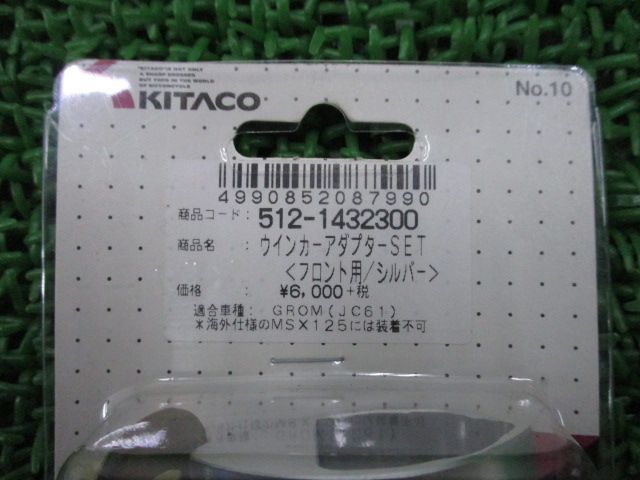 "KITACO" IS NOT ONLY
A SHARP DRESSER
BUT TOPS IN THE WORLD
OF MOTORCYCLE
KITACO
No.10
4990852087990
商品コード: 512-1432300
商品名 : ウインカーアダプターSET
<フロント用/シルバー>
価格 : ¥6,000+税
適合車種: GROM(JC61)
*海外仕様のMSX125には装着不可